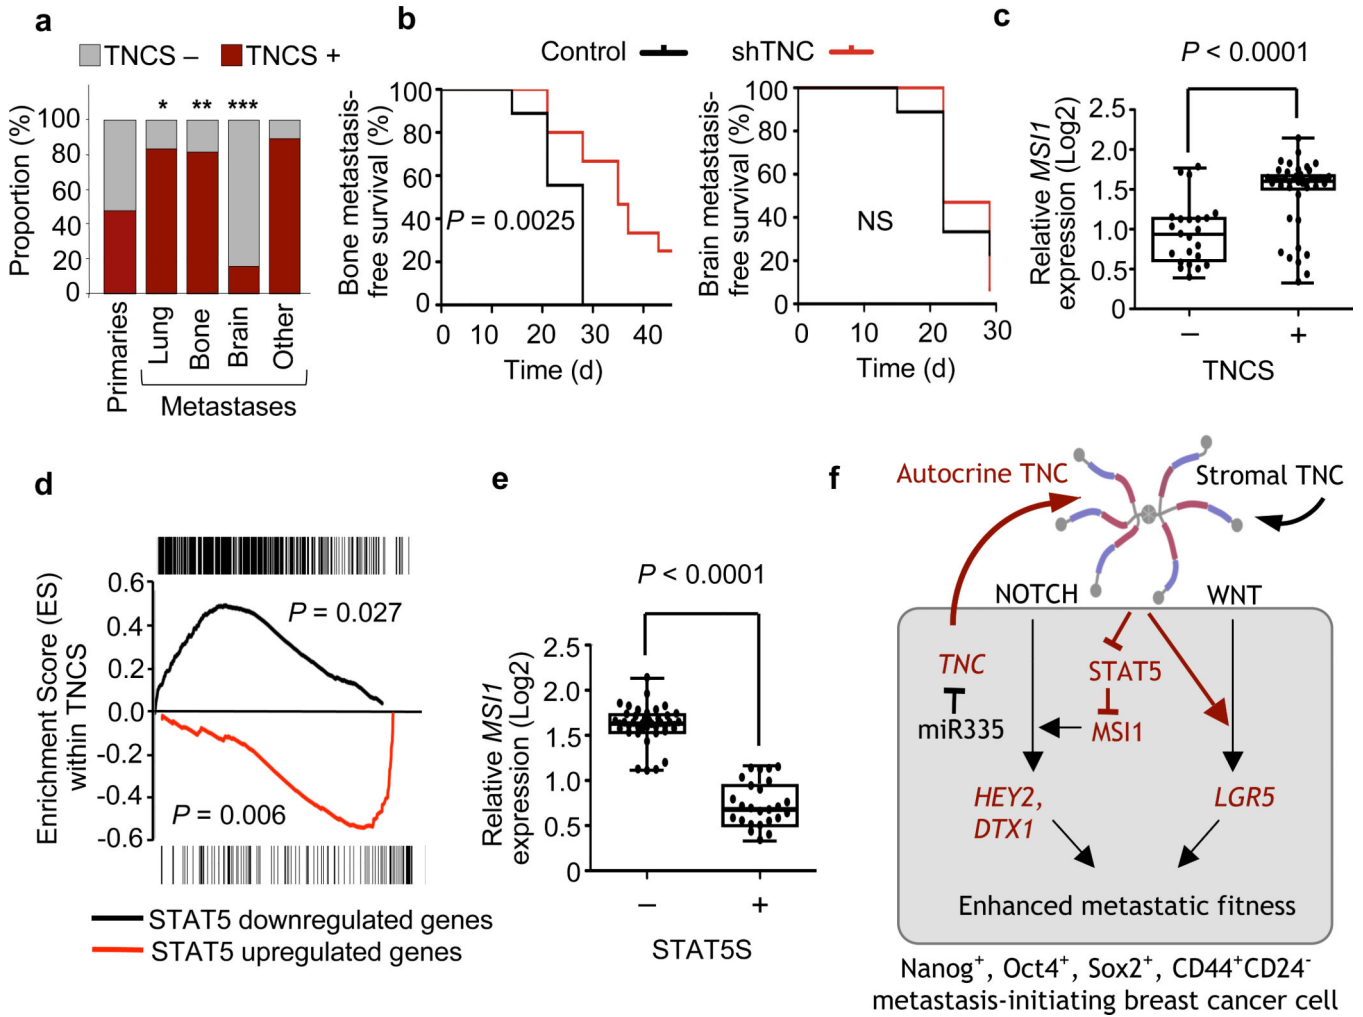 a
TNCS – TNCS +
Proportion (%)
100
80
60
40
20
0
* ** ***
Primaries
Lung
Bone
Brain
Other
Metastases
b
Control shTNC
Bone metastasis-
free survival (%)
100
80
60
40
20
0
P = 0.0025
0 10 20 30 40
Time (d)
Brain metastasis-
free survival (%)
100
80
60
40
20
0
NS
0 10 20 30
Time (d)
c
P < 0.0001
Relative MSI1
expression (Log2)
2.5
2.0
1.5
1.0
0.5
0
– +
TNCS
d
Enrichment Score (ES)
within TNCS
0.6
0.4
0.2
0.0
-0.2
-0.4
-0.6
P = 0.027
P = 0.006
STAT5 downregulated genes
STAT5 upregulated genes
e
P < 0.0001
Relative MSI1
expression (Log2)
2.5
2.0
1.5
1.0
0.5
0
– +
STAT5S
f
Autocrine TNC
Stromal TNC
NOTCH WNT
TNC
STAT5
miR335
MSI1
HEY2,
DTX1
LGR5
Enhanced metastatic fitness
Nanog⁺, Oct4⁺, Sox2⁺, CD44⁺CD24⁻
metastasis-initiating breast cancer cell